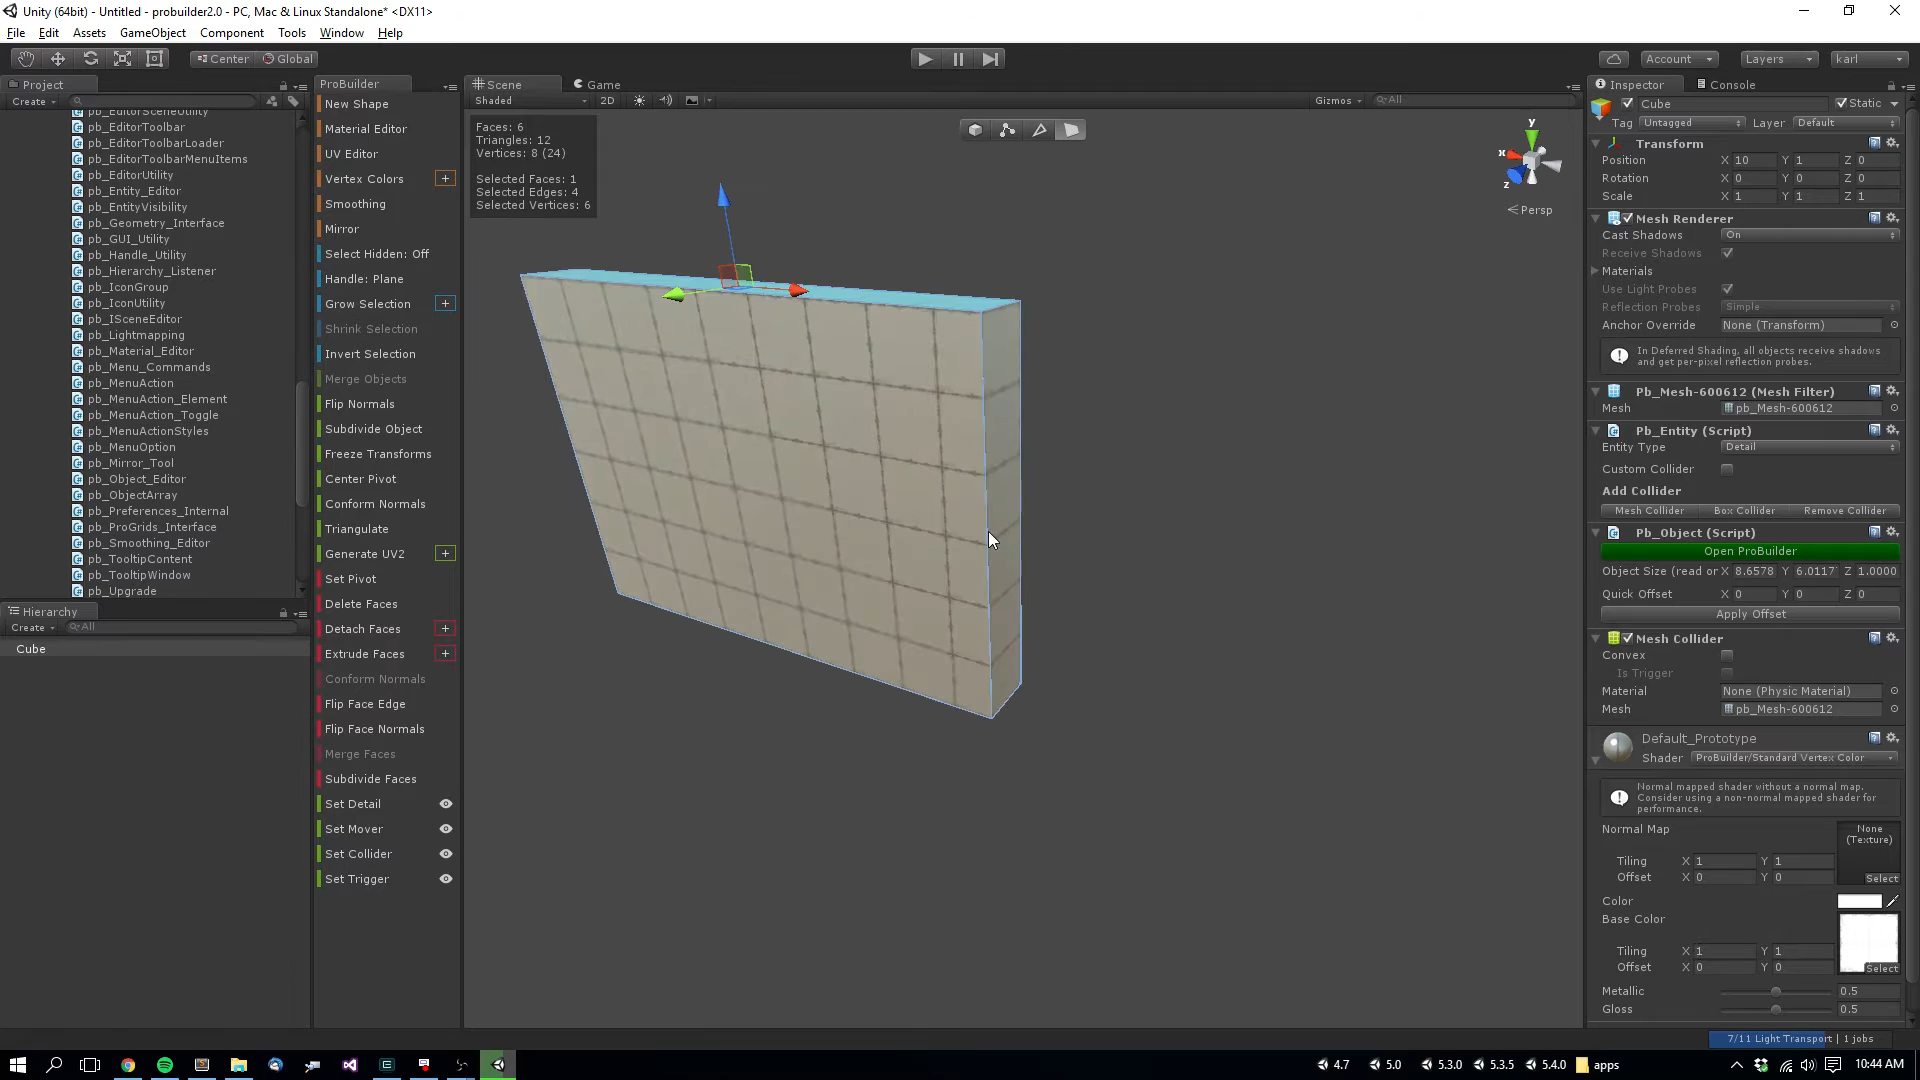 Unity (64bit) - Untitled - probuilder2.0 - PC, Mac & Linux Standalone* <DX11>
File Edit Assets GameObject Component Tools Window Help
Center Global
Account Layers karl
Project
Create
pb_EditorSceneUtility
pb_EditorToolbar
pb_EditorToolbarLoader
pb_EditorToolbarMenuItems
pb_EditorUtility
pb_Entity_Editor
pb_EntityVisibility
pb_Geometry_Interface
pb_GUI_Utility
pb_Handle_Utility
pb_Hierarchy_Listener
pb_IconGroup
pb_IconUtility
pb_ISceneEditor
pb_Lightmapping
pb_Material_Editor
pb_Menu_Commands
pb_MenuAction
pb_MenuAction_Element
pb_MenuAction_Toggle
pb_MenuActionStyles
pb_MenuOption
pb_Mirror_Tool
pb_Object_Editor
pb_ObjectArray
pb_Preferences_Internal
pb_ProGrids_Interface
pb_Smoothing_Editor
pb_TooltipContent
pb_TooltipWindow
pb_Upgrade
Hierarchy
Create All
Cube
ProBuilder
New Shape
Material Editor
UV Editor
Vertex Colors +
Smoothing
Mirror
Select Hidden: Off
Handle: Plane
Grow Selection +
Shrink Selection
Invert Selection
Merge Objects
Flip Normals
Subdivide Object
Freeze Transforms
Center Pivot
Conform Normals
Triangulate
Generate UV2 +
Set Pivot
Delete Faces
Detach Faces +
Extrude Faces +
Conform Normals
Flip Face Edge
Flip Face Normals
Merge Faces
Subdivide Faces
Set Detail
Set Mover
Set Collider
Set Trigger
Scene Game
Shaded 2D Gizmos All
Faces: 6
Triangles: 12
Vertices: 8 (24)
Selected Faces: 1
Selected Edges: 4
Selected Vertices: 6
y
x
z
Persp
Inspector Console
Cube Static
Tag Untagged Layer Default
Transform
Position X 10 Y 1 Z 0
Rotation X 0 Y 0 Z 0
Scale X 1 Y 1 Z 1
Mesh Renderer
Cast Shadows On
Receive Shadows
Materials
Use Light Probes
Reflection Probes Simple
Anchor Override None (Transform)
In Deferred Shading, all objects receive shadows
and get per-pixel reflection probes.
Pb_Mesh-600612 (Mesh Filter)
Mesh pb_Mesh-600612
Pb_Entity (Script)
Entity Type Detail
Custom Collider
Add Collider
Mesh Collider Box Collider Remove Collider
Pb_Object (Script)
Open ProBuilder
Object Size (read or X 8.6578 Y 6.0117 Z 1.0000
Quick Offset X 0 Y 0 Z 0
Apply Offset
Mesh Collider
Convex
Is Trigger
Material None (Physic Material)
Mesh pb_Mesh-600612
Default_Prototype
Shader ProBuilder/Standard Vertex Color
Normal mapped shader without a normal map.
Consider using a non-normal mapped shader for
performance.
Normal Map None
(Texture)
Tiling X 1 Y 1
Offset X 0 Y 0
Select
Color
Base Color
Tiling X 1 Y 1
Offset X 0 Y 0
Select
Metallic 0.5
Gloss 0.5
7/11 Light Transport | 1 jobs
4.7 5.0 5.3.0 5.3.5 5.4.0 apps 10:44 AM